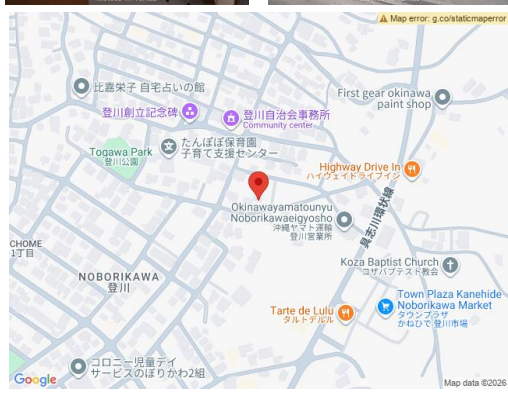 Map error: g.co/staticmaperror
比嘉栄子 自宅占いの館
First gear okinawa
paint shop
登川創立記念碑
登川自治会事務所
Community center
たんぽぽ保育園
子育て支援センター
Togawa Park
登川公園
Highway Drive In
ハイウェイドライブイン
Okinawayamatounyu
Noborikawaeigyosho
沖縄ヤマト運輸
登川営業所
具志川環状線
CHOME
1丁目
Koza Baptist Church
コザバプテスト教会
NOBORIKAWA
登川
Town Plaza Kanehide
Noborikawa Market
タウンプラザ
かねひで 登川市場
Tarte de Lulu
タルトデルル
コロニー児童デイ
サービスのぼりかわ2組
Google
Map data ©2026